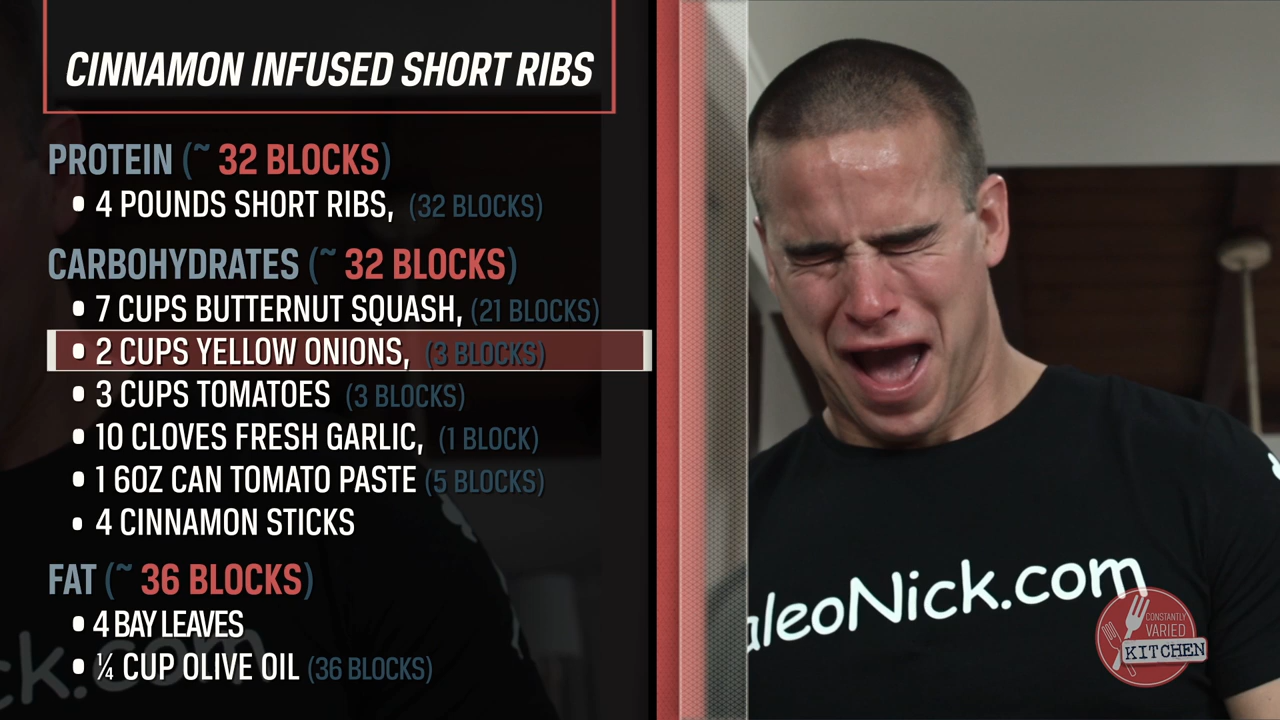 CINNAMON INFUSED SHORT RIBS
PROTEIN (~ 32 BLOCKS)
• 4 POUNDS SHORT RIBS, (32 BLOCKS)
CARBOHYDRATES (~ 32 BLOCKS)
• 7 CUPS BUTTERNUT SQUASH, (21 BLOCKS)
• 2 CUPS YELLOW ONIONS, (3 BLOCKS)
• 3 CUPS TOMATOES (3 BLOCKS)
• 10 CLOVES FRESH GARLIC, (1 BLOCK)
• 1 6OZ CAN TOMATO PASTE (5 BLOCKS)
• 4 CINNAMON STICKS
FAT (~ 36 BLOCKS)
• 4 BAY LEAVES
• ¼ CUP OLIVE OIL (36 BLOCKS)
aleoNick.com
CONSTANTLY
VARIED
KITCHEN
k.com